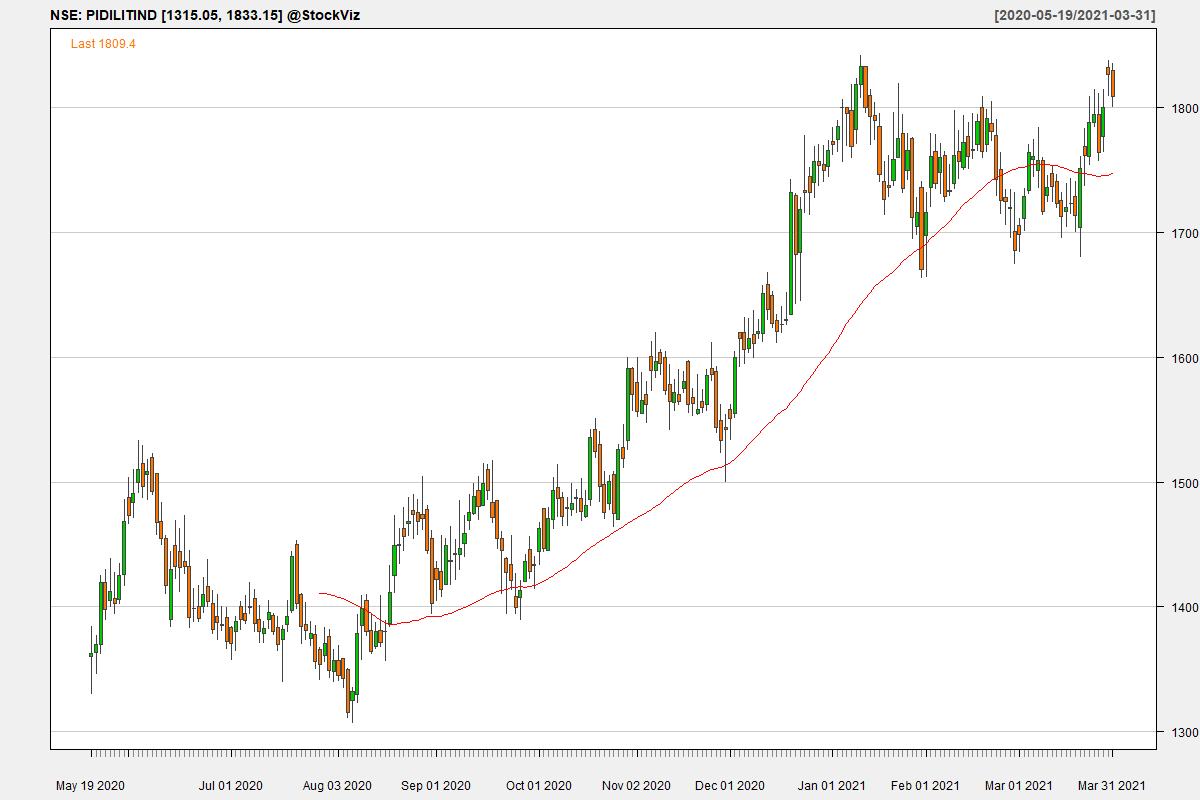 NSE: PIDILITIND [1315.05, 1833.15] @StockViz [2020-05-19/2021-03-31]
Last 1809.4
1800
1700
1600
1500
1400
1300
May 19 2020 Jul 01 2020 Aug 03 2020 Sep 01 2020 Oct 01 2020 Nov 02 2020 Dec 01 2020 Jan 01 2021 Feb 01 2021 Mar 01 2021 Mar 31 2021